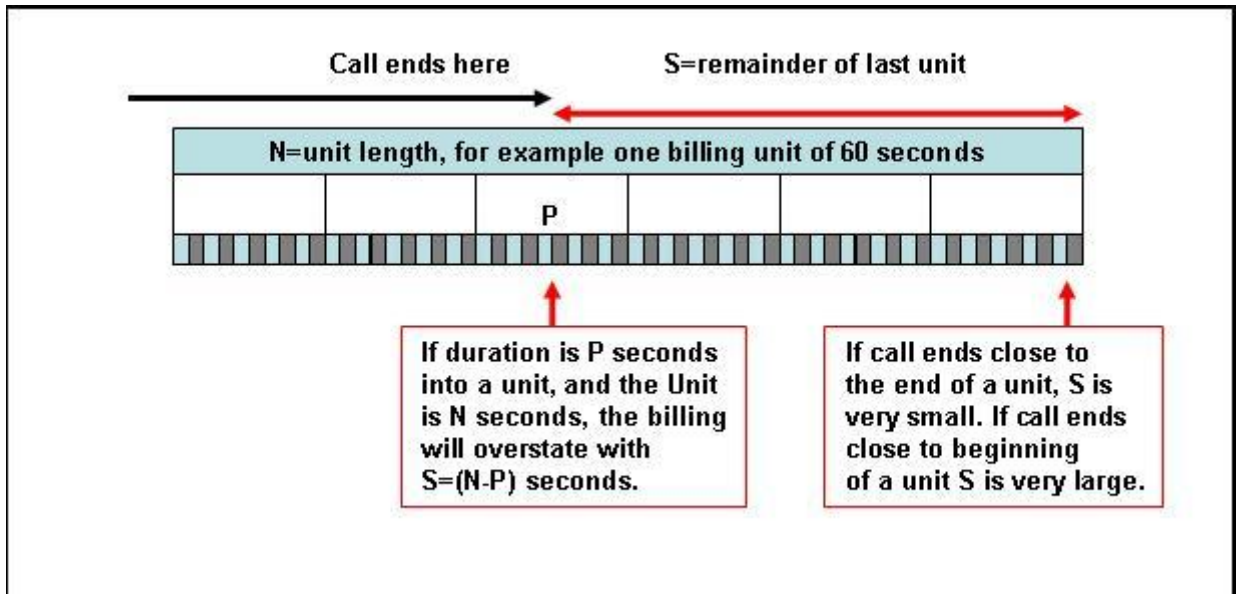 Call ends here
S=remainder of last unit
N=unit length, for example one billing unit of 60 seconds
P
If duration is P seconds
into a unit, and the Unit
is N seconds, the billing
will overstate with
S=(N-P) seconds.
If call ends close to
the end of a unit, S is
very small. If call ends
close to beginning
of a unit S is very large.